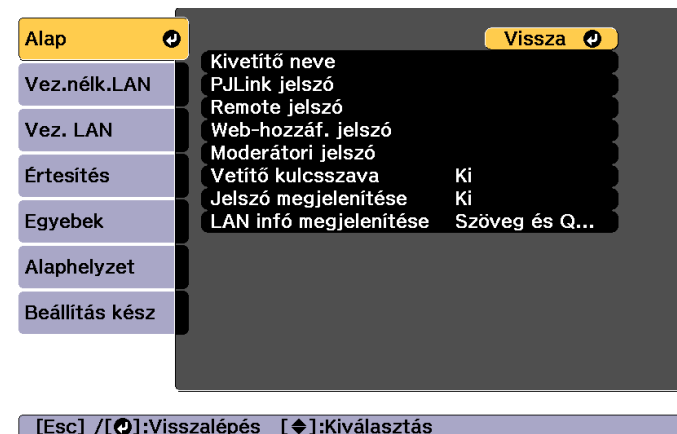 Alap
Vissza
Kivetítő neve
Vez.nélk.LAN
PJLink jelszó
Remote jelszó
Vez. LAN
Web-hozzáf. jelszó
Moderátori jelszó
Értesítés
Vetítő kulcsszava Ki
Jelszó megjelenítése Ki
Egyebek
LAN infó megjelenítése Szöveg és Q...
Alaphelyzet
Beállítás kész
[Esc] /[⏎]:Visszalépés [◆]:Kiválasztás